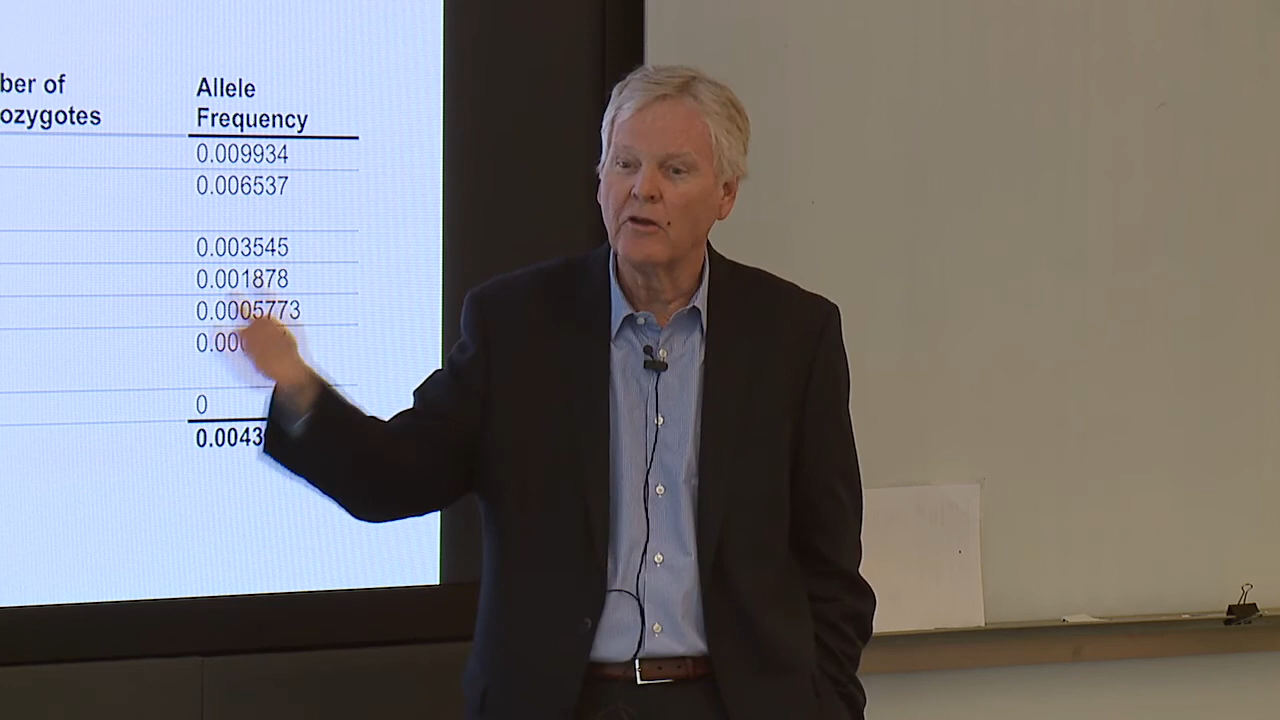 ber of
ozygotes
Allele
Frequency
0.009934
0.006537
0.003545
0.001878
0.0005773
0